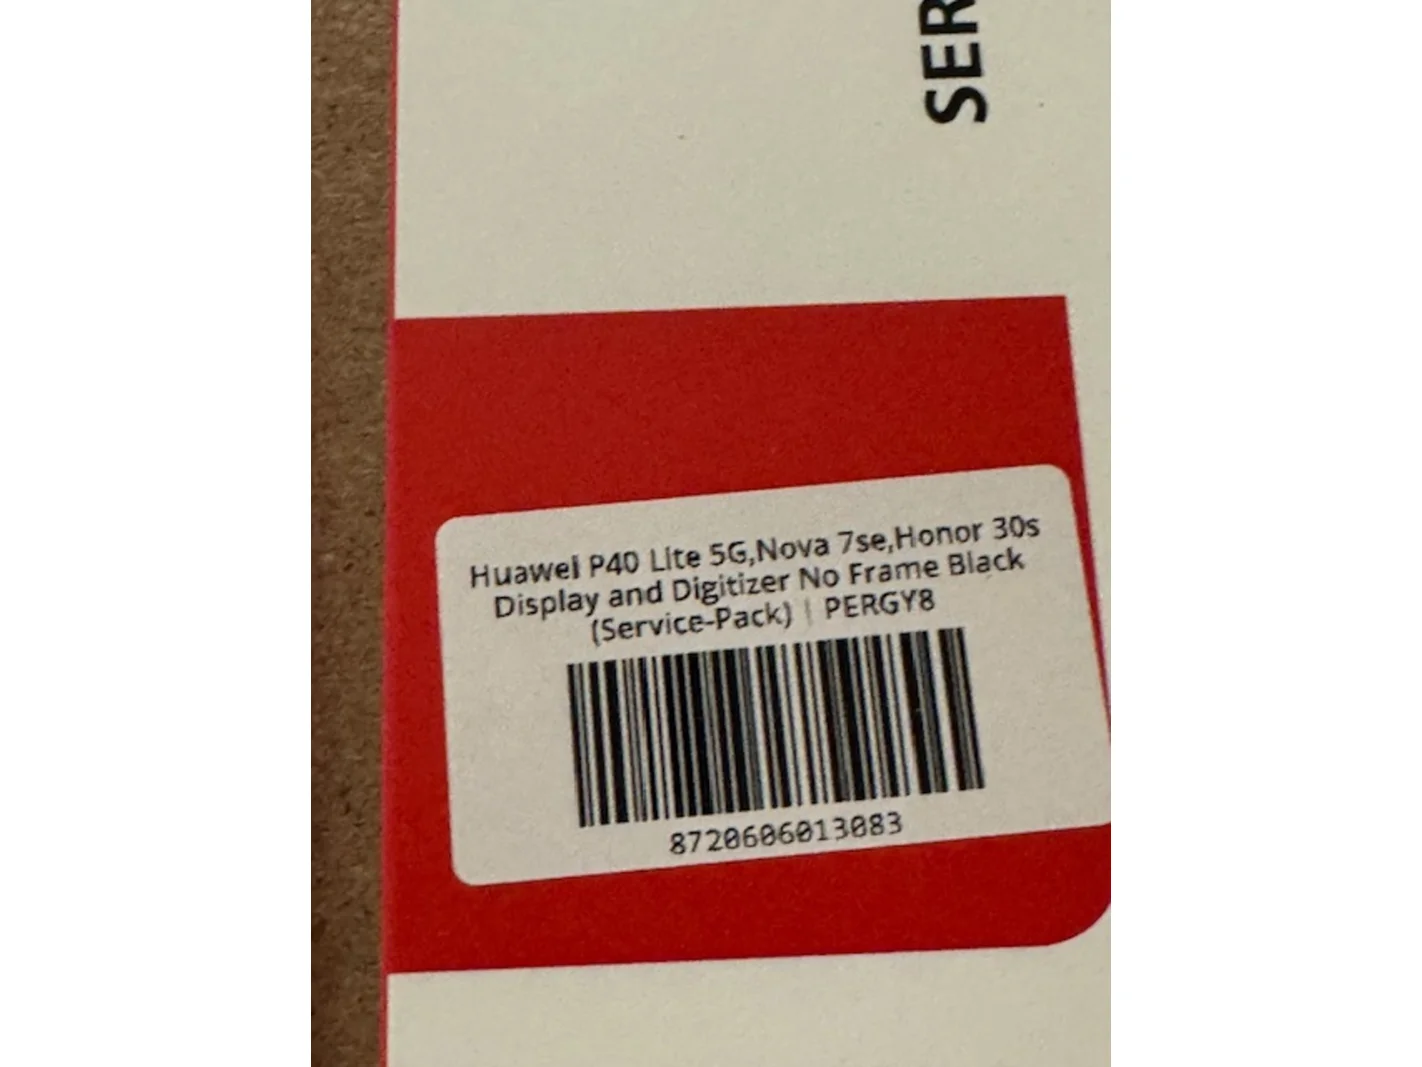 SER
Huawei P40 Lite 5G,Nova 7se,Honor 30s
Display and Digitizer No Frame Black
(Service-Pack) | PERGY8
8720606013083